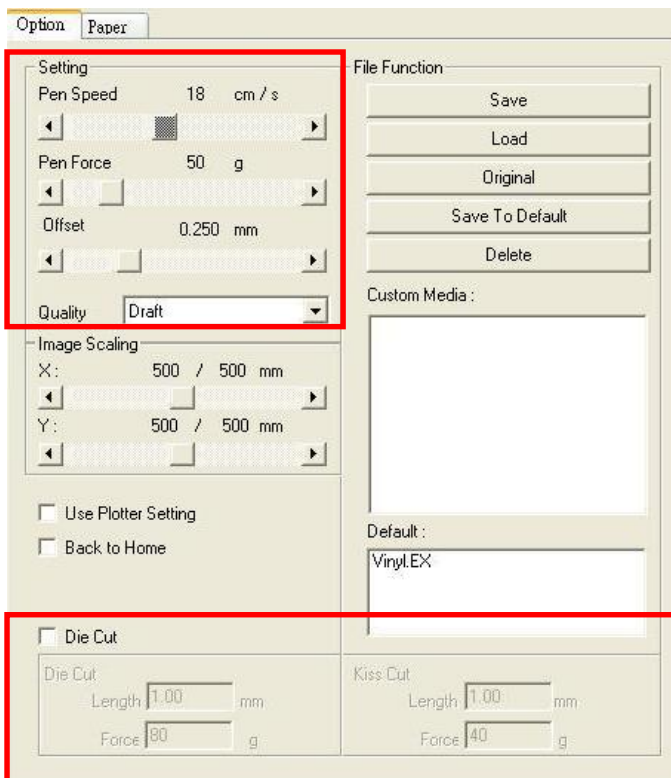 Option Paper
Setting
Pen Speed 18 cm / s
Pen Force 50 g
Offset 0.250 mm
Quality Draft
Image Scaling
X : 500 / 500 mm
Y : 500 / 500 mm
Use Plotter Setting
Back to Home
File Function
Save
Load
Original
Save To Default
Delete
Custom Media :
Default :
Vinyl.EX
Die Cut
Die Cut
Length 1.00 mm
Force 80 g
Kiss Cut
Length 1.00 mm
Force 40 g